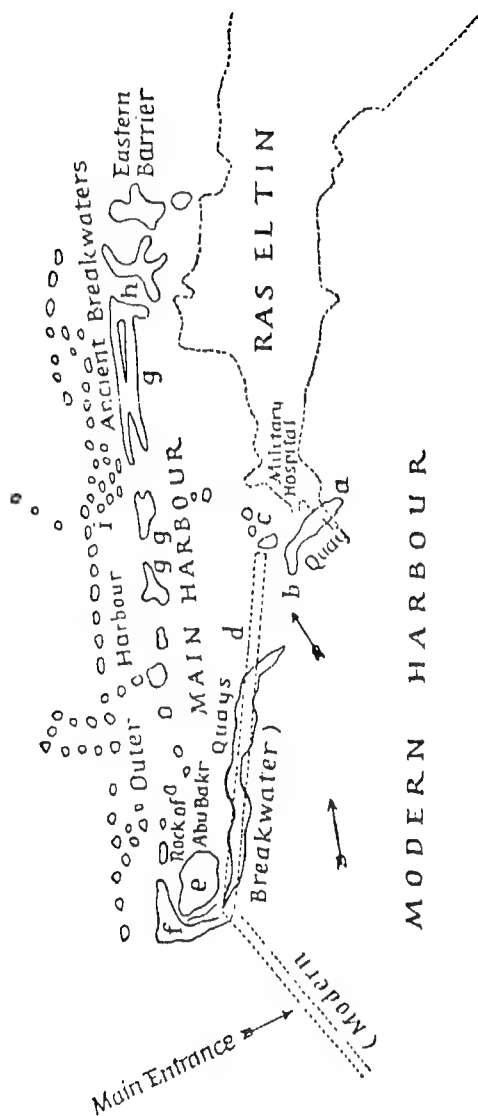 Main Entrance
(Modern
Breakwater)
f
e
Rock of
Abu Bakr
Outer
Harbour
I
Ancient Breakwaters
MAIN HARBOUR
Quays
d
g
g
g
h
Eastern
Barrier
c
b
Quay
a
Military
Hospital
RAS EL TIN
MODERN HARBOUR